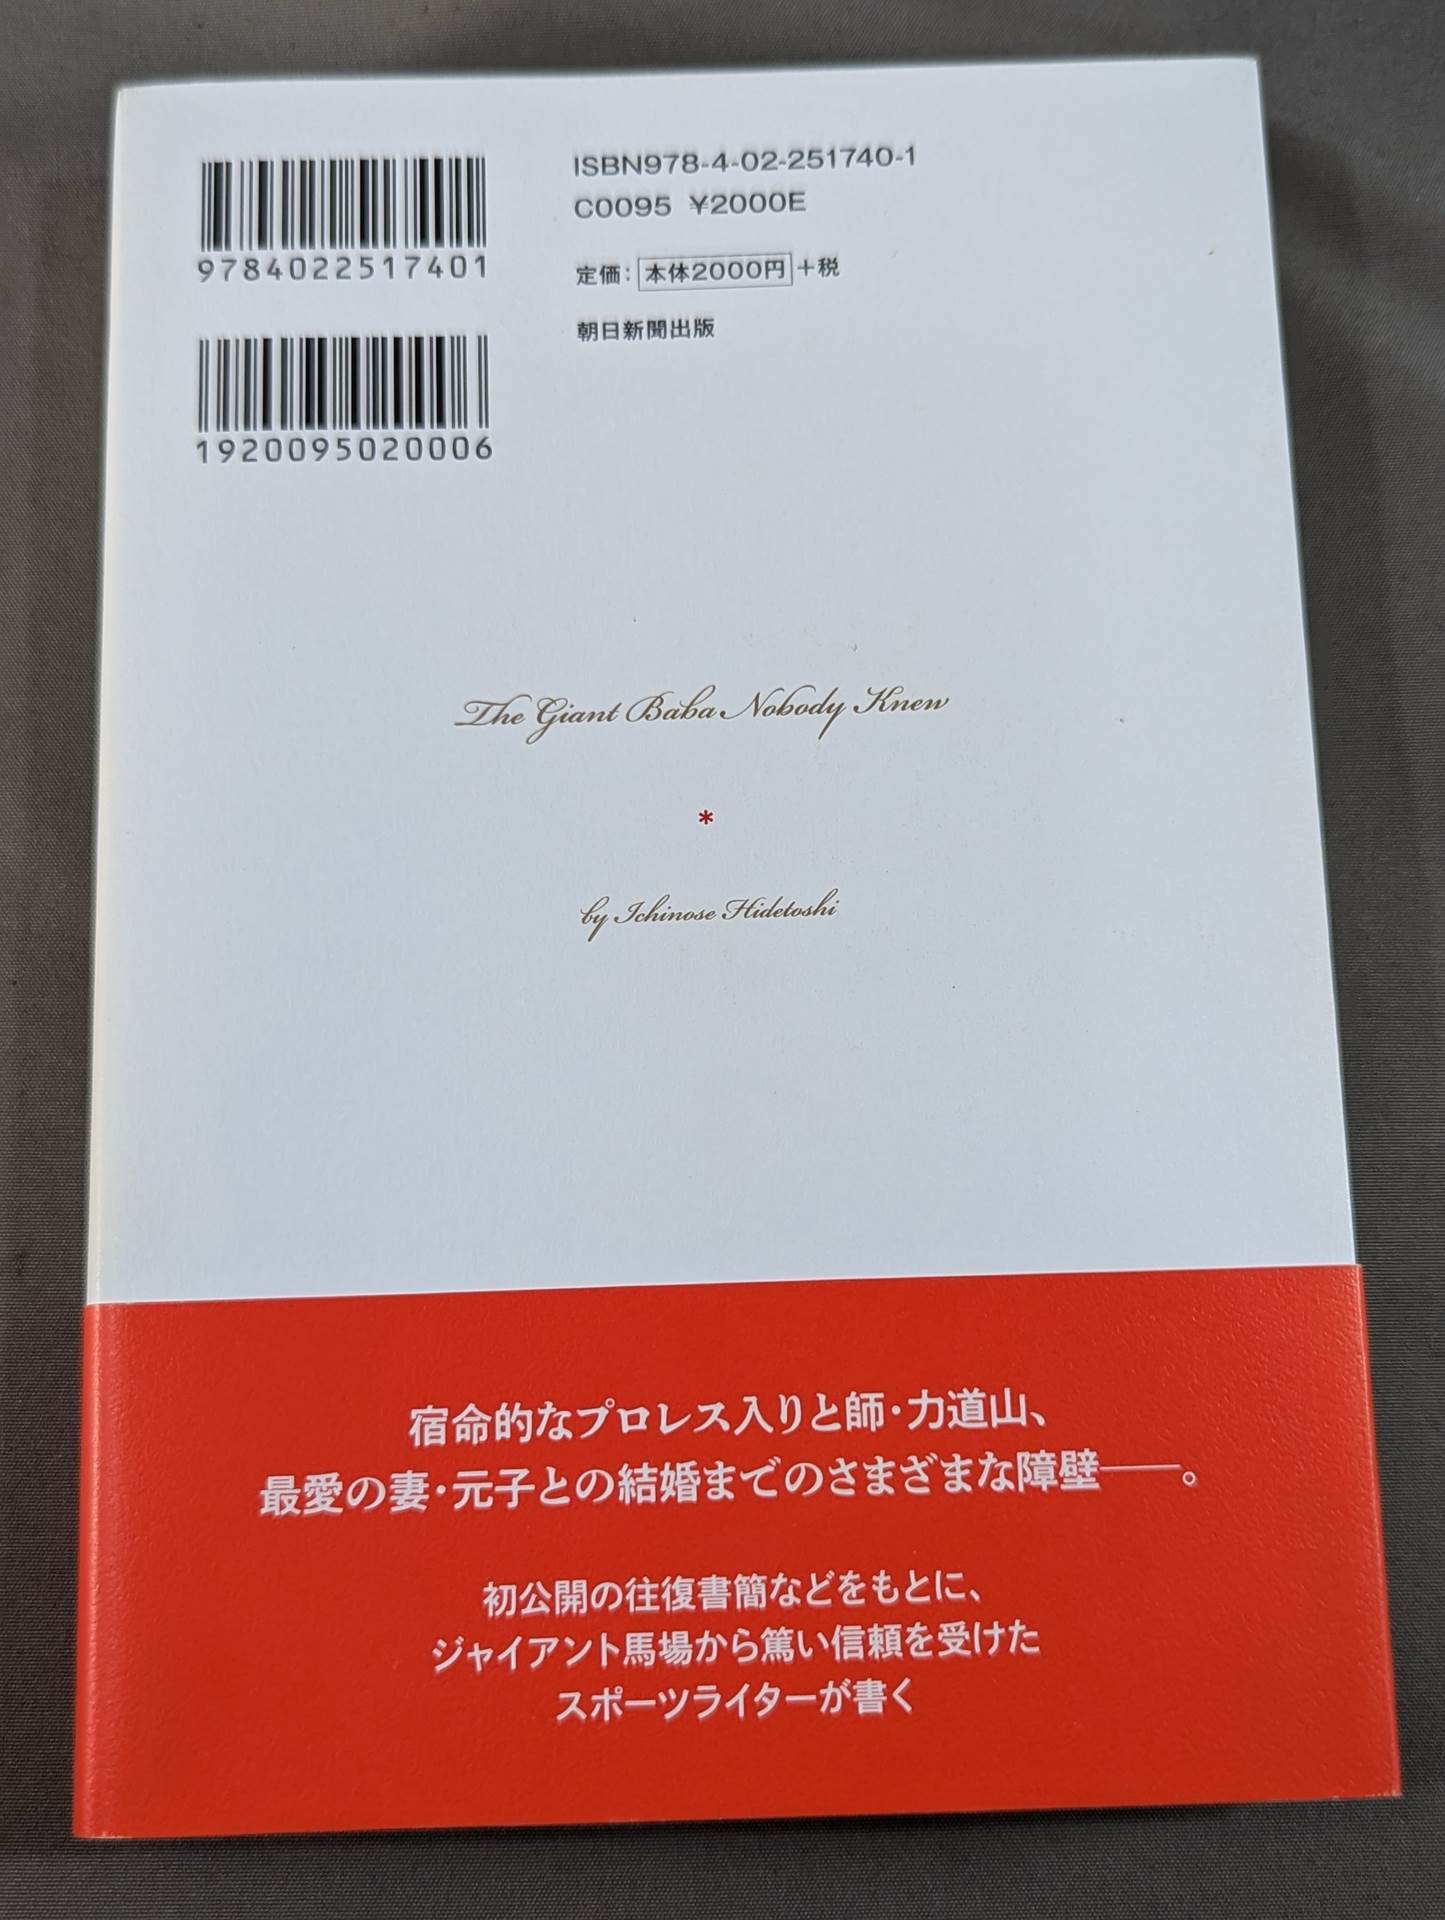 9784022517401
1920095020006
ISBN978-4-02-251740-1
C0095 ¥2000E
定価：本体2000円+税
朝日新聞出版
The Giant Baba Nobody Knew
*
by Ichinose Hidetoshi
宿命的なプロレス入りと師・力道山、
最愛の妻・元子との結婚までのさまざまな障壁――。
初公開の往復書簡などをもとに、
ジャイアント馬場から篤い信頼を受けた
スポーツライターが書く